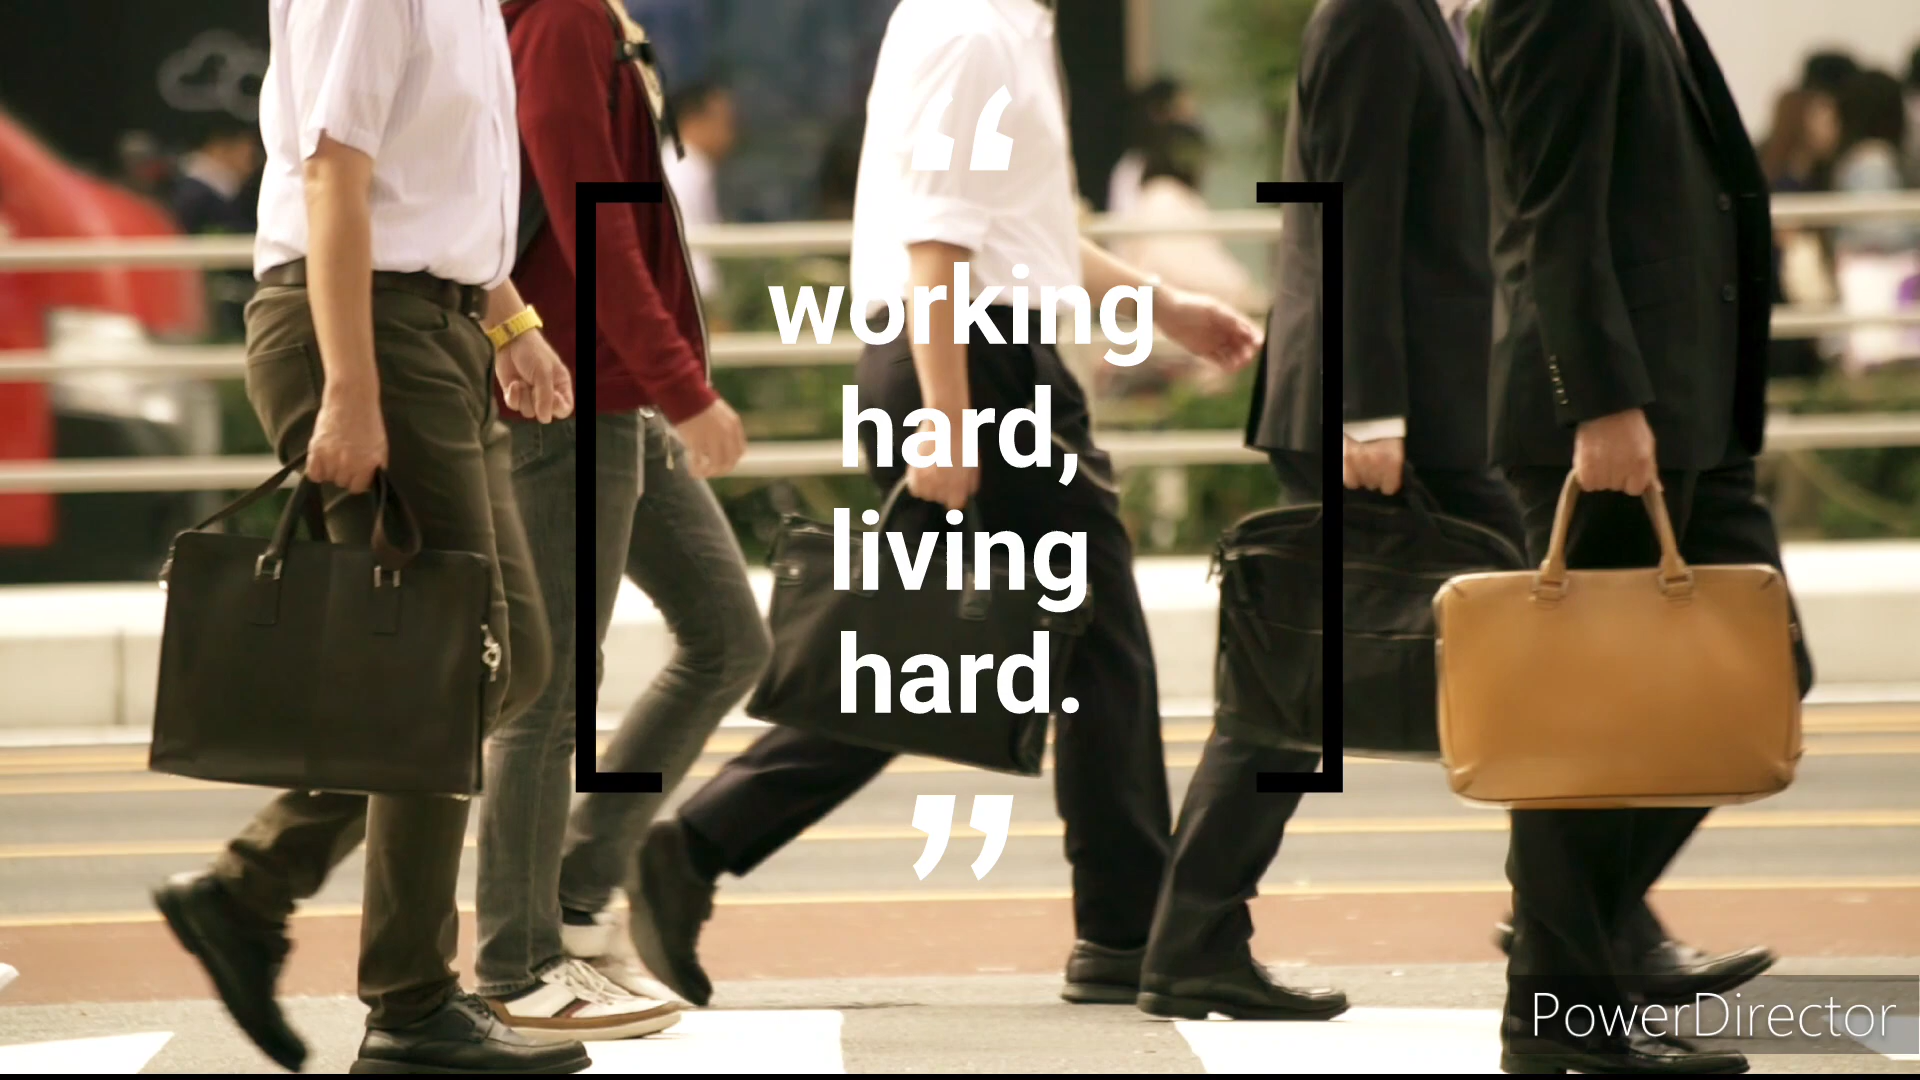 “
working
hard,
living
hard.
”
PowerDirector